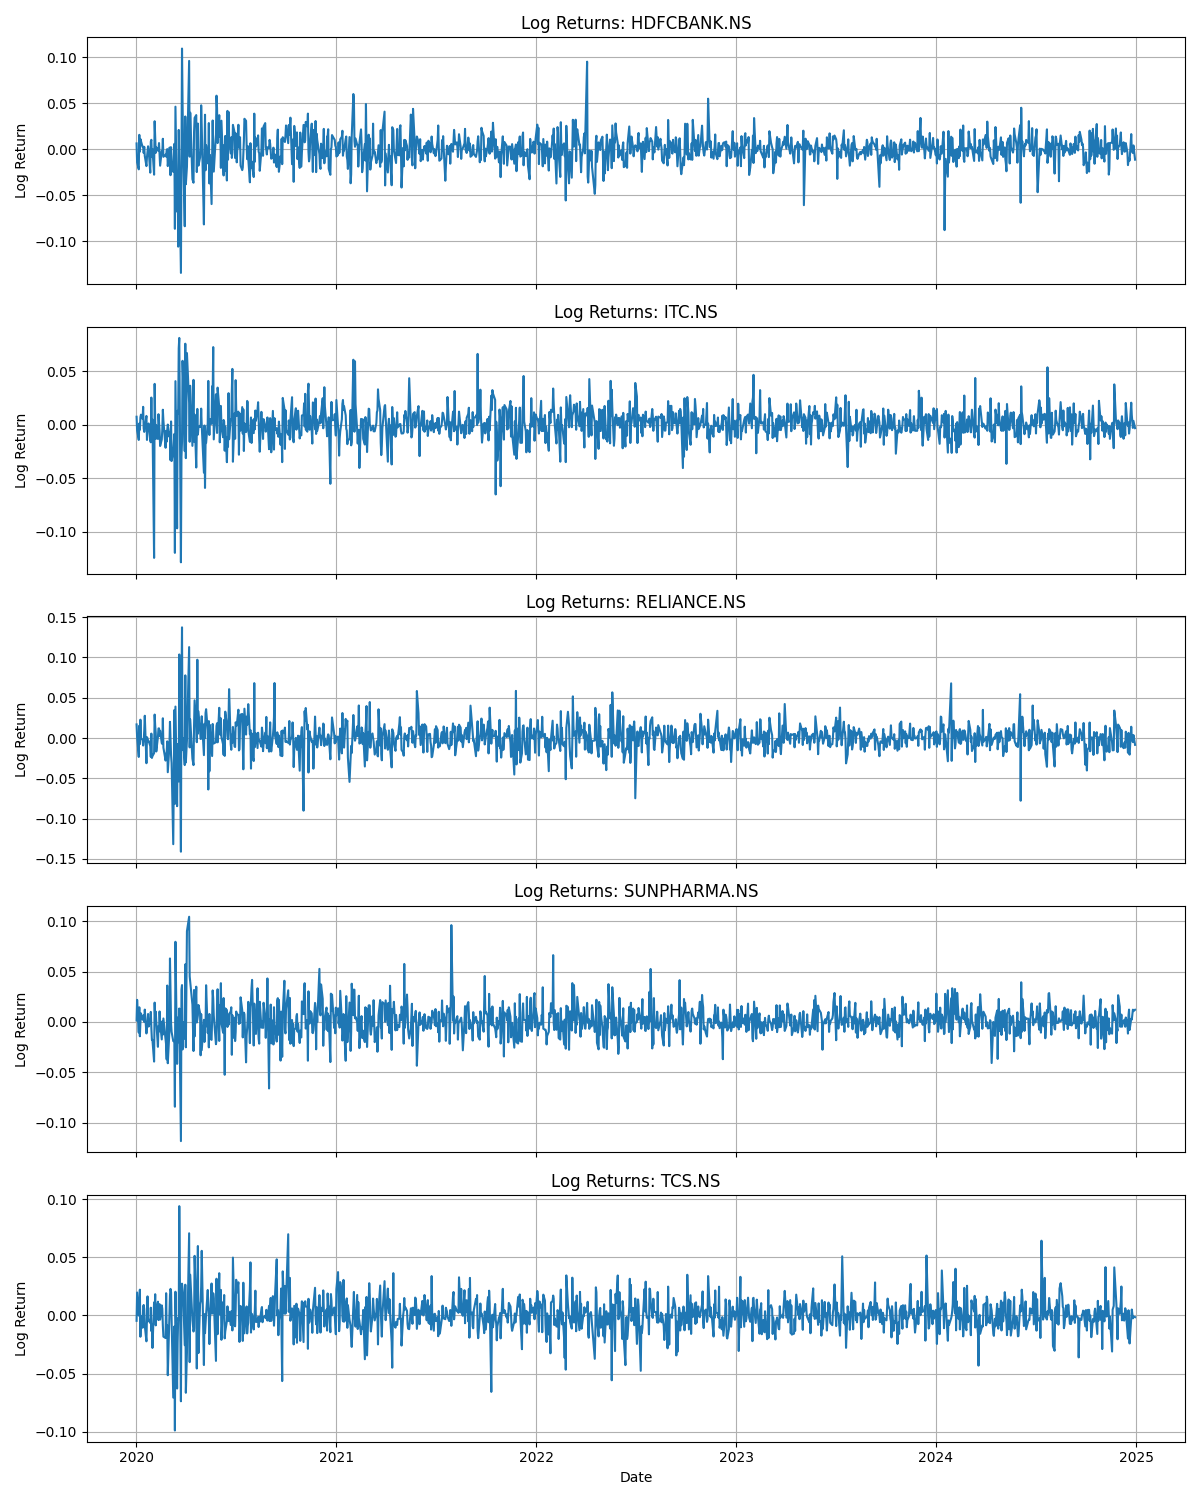 Log Returns: HDFCBANK.NS
0.10
0.05
0.00
−0.05
−0.10
Log Return
Log Returns: ITC.NS
0.05
0.00
−0.05
−0.10
Log Return
Log Returns: RELIANCE.NS
0.15
0.10
0.05
0.00
−0.05
−0.10
−0.15
Log Return
Log Returns: SUNPHARMA.NS
0.10
0.05
0.00
−0.05
−0.10
Log Return
Log Returns: TCS.NS
0.10
0.05
0.00
−0.05
−0.10
Log Return
2020 2021 2022 2023 2024 2025
Date